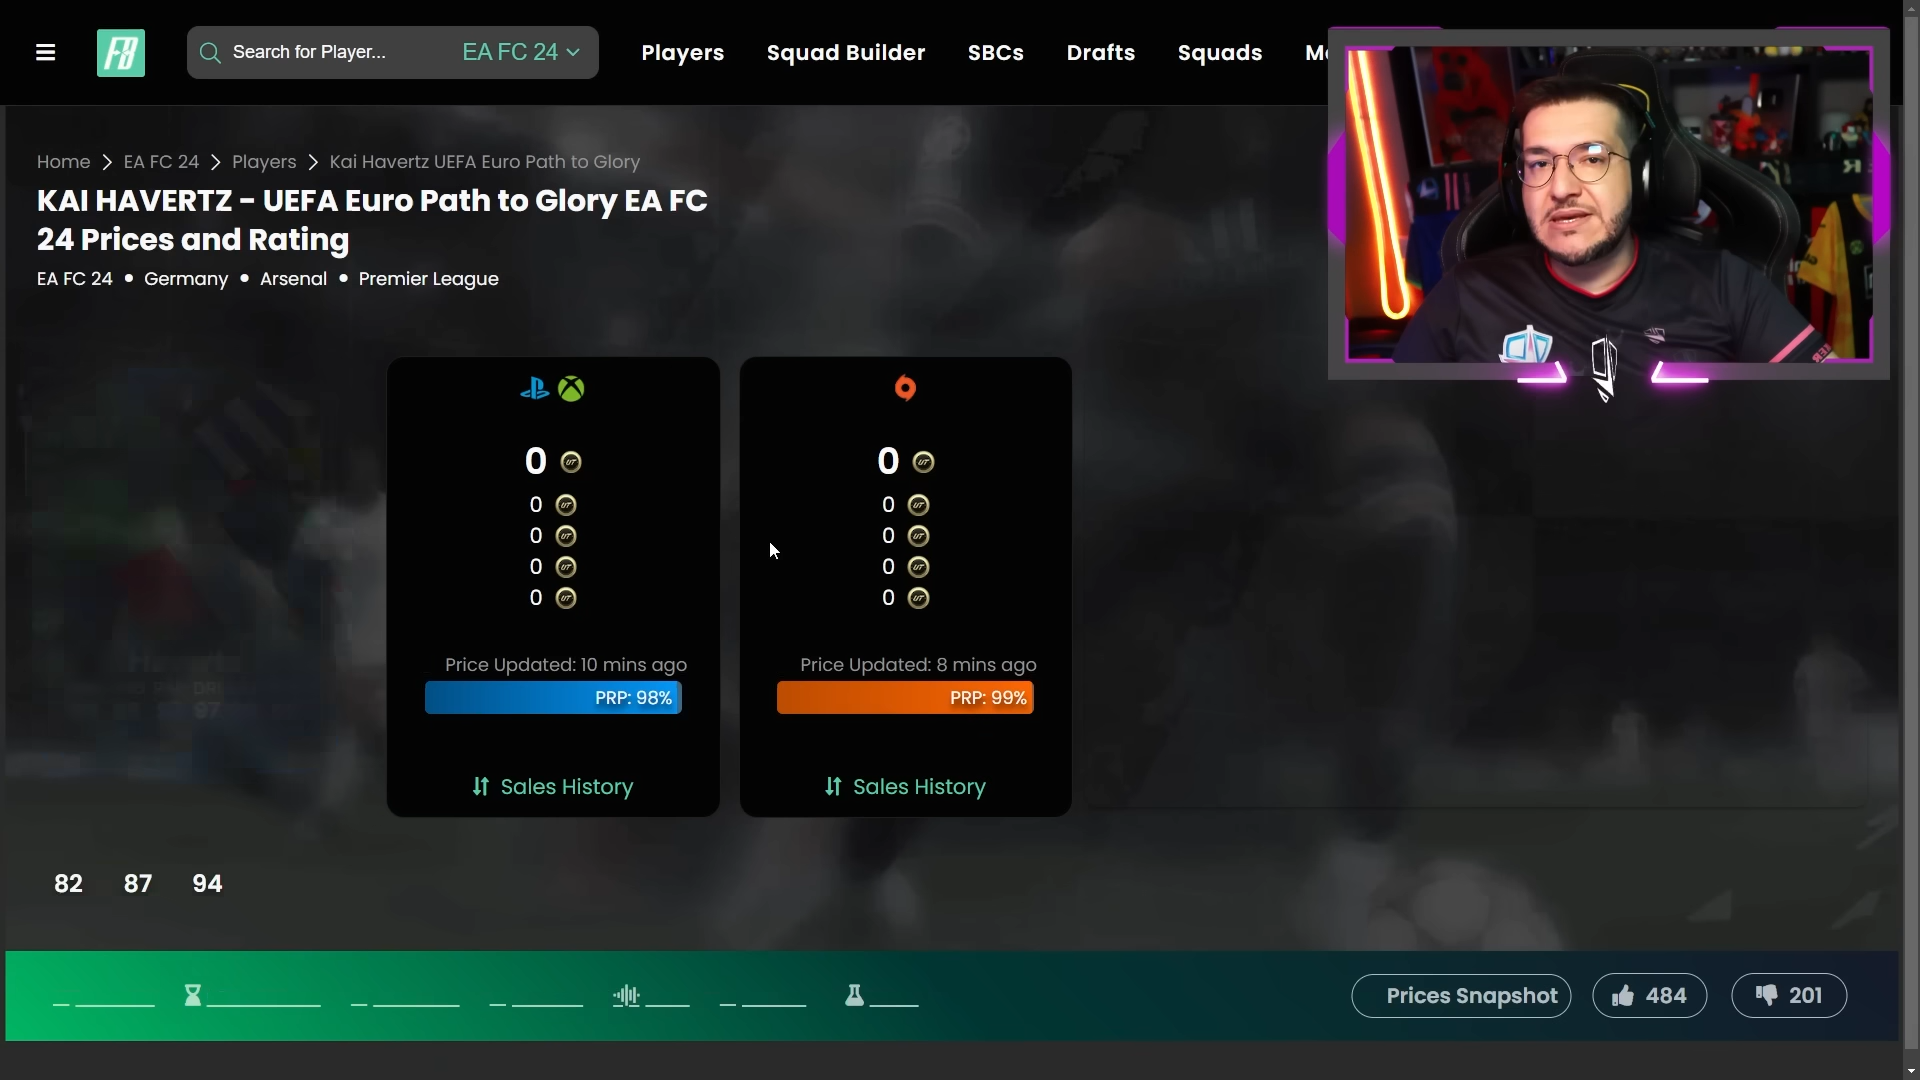 Search for Player...
EA FC 24
Players
Squad Builder
SBCs
Drafts
Squads
Home
EA FC 24
Players
Kai Havertz UEFA Euro Path to Glory
KAI HAVERTZ - UEFA Euro Path to Glory EA FC
24 Prices and Rating
EA FC 24 • Germany • Arsenal • Premier League
0
0
0
0
0
Price Updated: 10 mins ago
PRP: 98%
Sales History
0
0
0
0
0
Price Updated: 8 mins ago
PRP: 99%
Sales History
82 87 94
Prices Snapshot
484
201